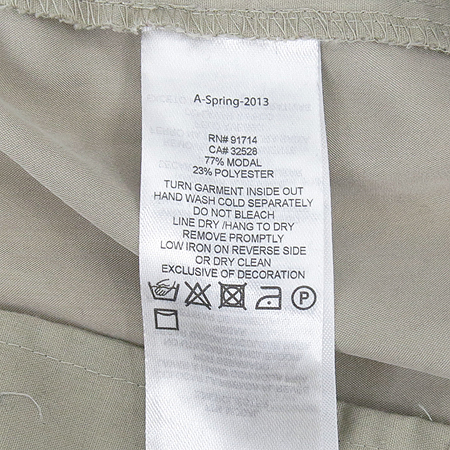 A-Spring-2013
RN# 91714
CA# 32528
77% MODAL
23% POLYESTER
TURN GARMENT INSIDE OUT
HAND WASH COLD SEPARATELY
DO NOT BLEACH
LINE DRY /HANG TO DRY
REMOVE PROMPTLY
LOW IRON ON REVERSE SIDE
OR DRY CLEAN
EXCLUSIVE OF DECORATION
P